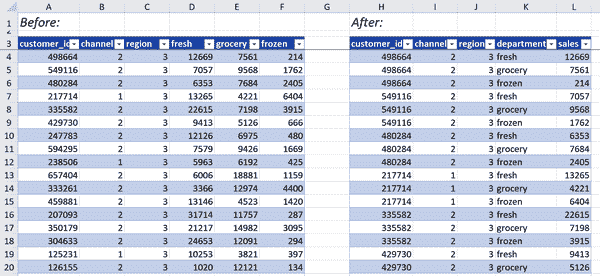 A B C D E F G H I J K L
1 Before: After:
2
3 customer_id channel region fresh grocery frozen customer_id channel region department sales
4 498664 2 3 12669 7561 214 498664 2 3 fresh 12669
5 549116 2 3 7057 9568 1762 498664 2 3 grocery 7561
6 480284 2 3 6353 7684 2405 498664 2 3 frozen 214
7 217714 1 3 13265 4221 6404 549116 2 3 fresh 7057
8 335582 2 3 22615 7198 3915 549116 2 3 grocery 9568
9 429730 2 3 9413 5126 666 549116 2 3 frozen 1762
10 247783 2 3 12126 6975 480 480284 2 3 fresh 6353
11 594295 2 3 7579 9426 1669 480284 2 3 grocery 7684
12 238506 1 3 5963 6192 425 480284 2 3 frozen 2405
13 657404 2 3 6006 18881 1159 217714 1 3 fresh 13265
14 333261 2 3 3366 12974 4400 217714 1 3 grocery 4221
15 459881 2 3 13146 4523 1420 217714 1 3 frozen 6404
16 207093 2 3 31714 11757 287 335582 2 3 fresh 22615
17 350179 2 3 21217 14982 3095 335582 2 3 grocery 7198
18 304633 2 3 24653 12091 294 335582 2 3 frozen 3915
19 125231 1 3 10253 3821 397 429730 2 3 fresh 9413
20 126155 2 3 1020 12121 134 429730 2 3 grocery 5126